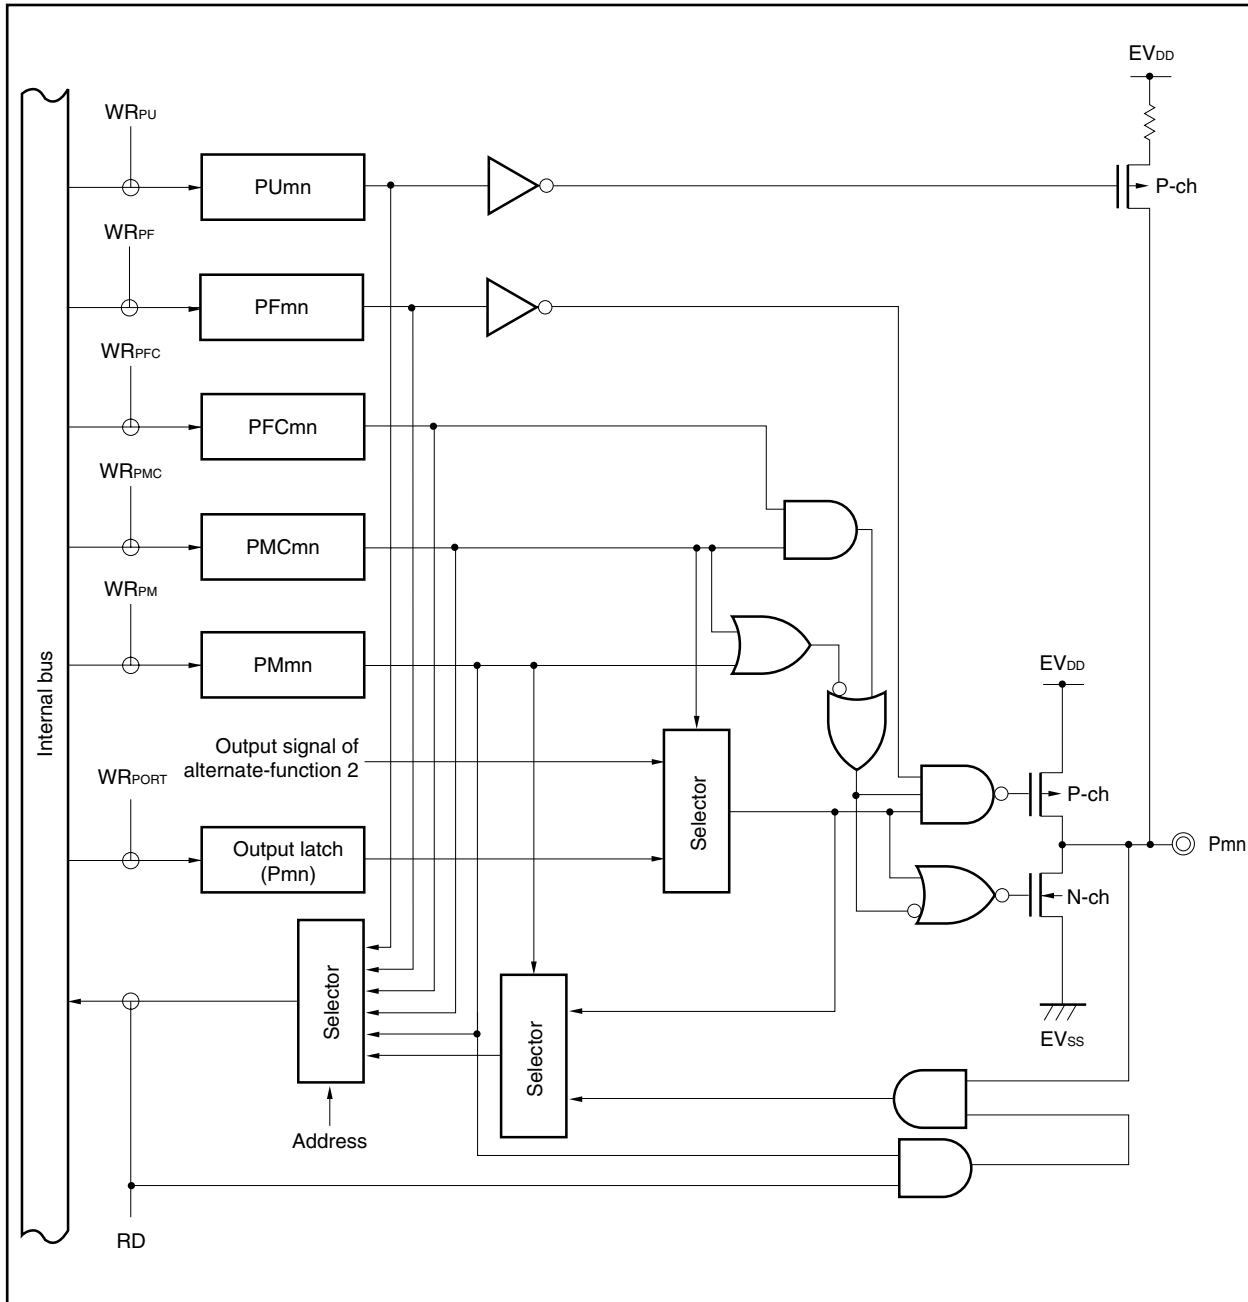 EVDD
WRPU
PUmn
P-ch
WRPF
PFmn
WRPFC
PFCmn
WRPMC
PMCmn
WRPM
PMmn
EVDD
Internal bus
Output signal of
alternate-function 2
WRPORT
Selector
P-ch
Pmn
Output latch
(Pmn)
N-ch
Selector
Selector
EVSS
Address
RD